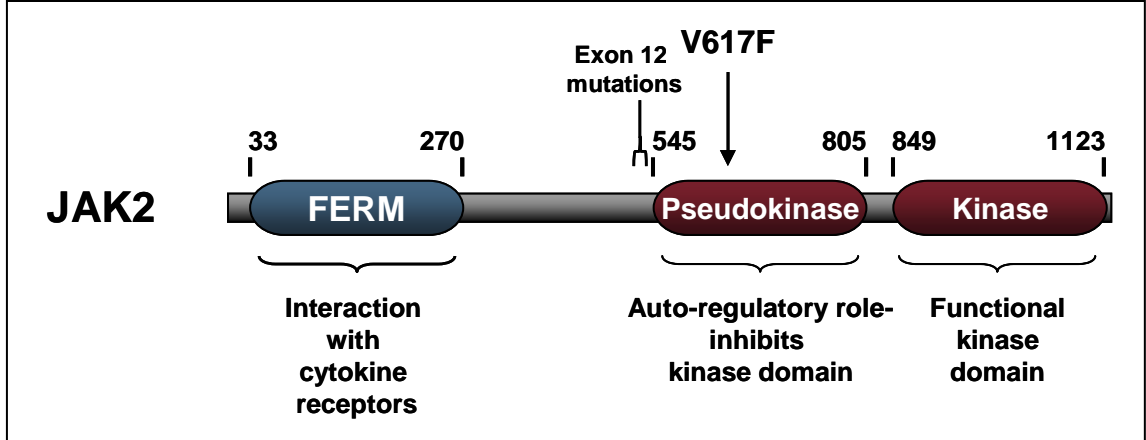 V617F
Exon 12
mutations
33
270
545
805
849
1123
JAK2
FERM
Pseudokinase
Kinase
Interaction
with
cytokine
receptors
Auto-regulatory role-
inhibits
kinase domain
Functional
kinase
domain